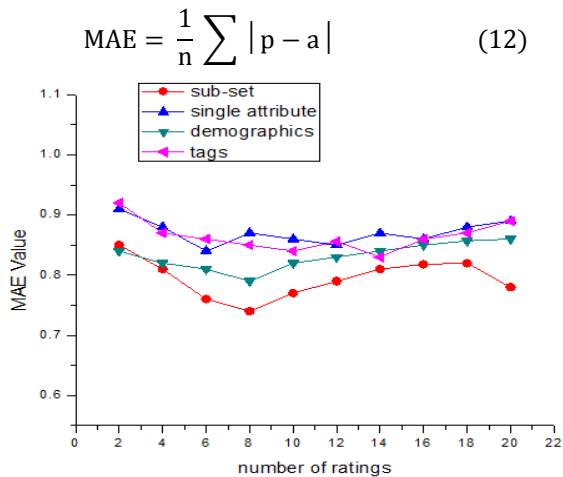 MAE = 1/n ∑ |p − a| (12)
sub-set
single attribute
demographics
tags
1.1
1.0
0.9
0.8
0.7
0.6
MAE Value
0 2 4 6 8 10 12 14 16 18 20 22
number of ratings